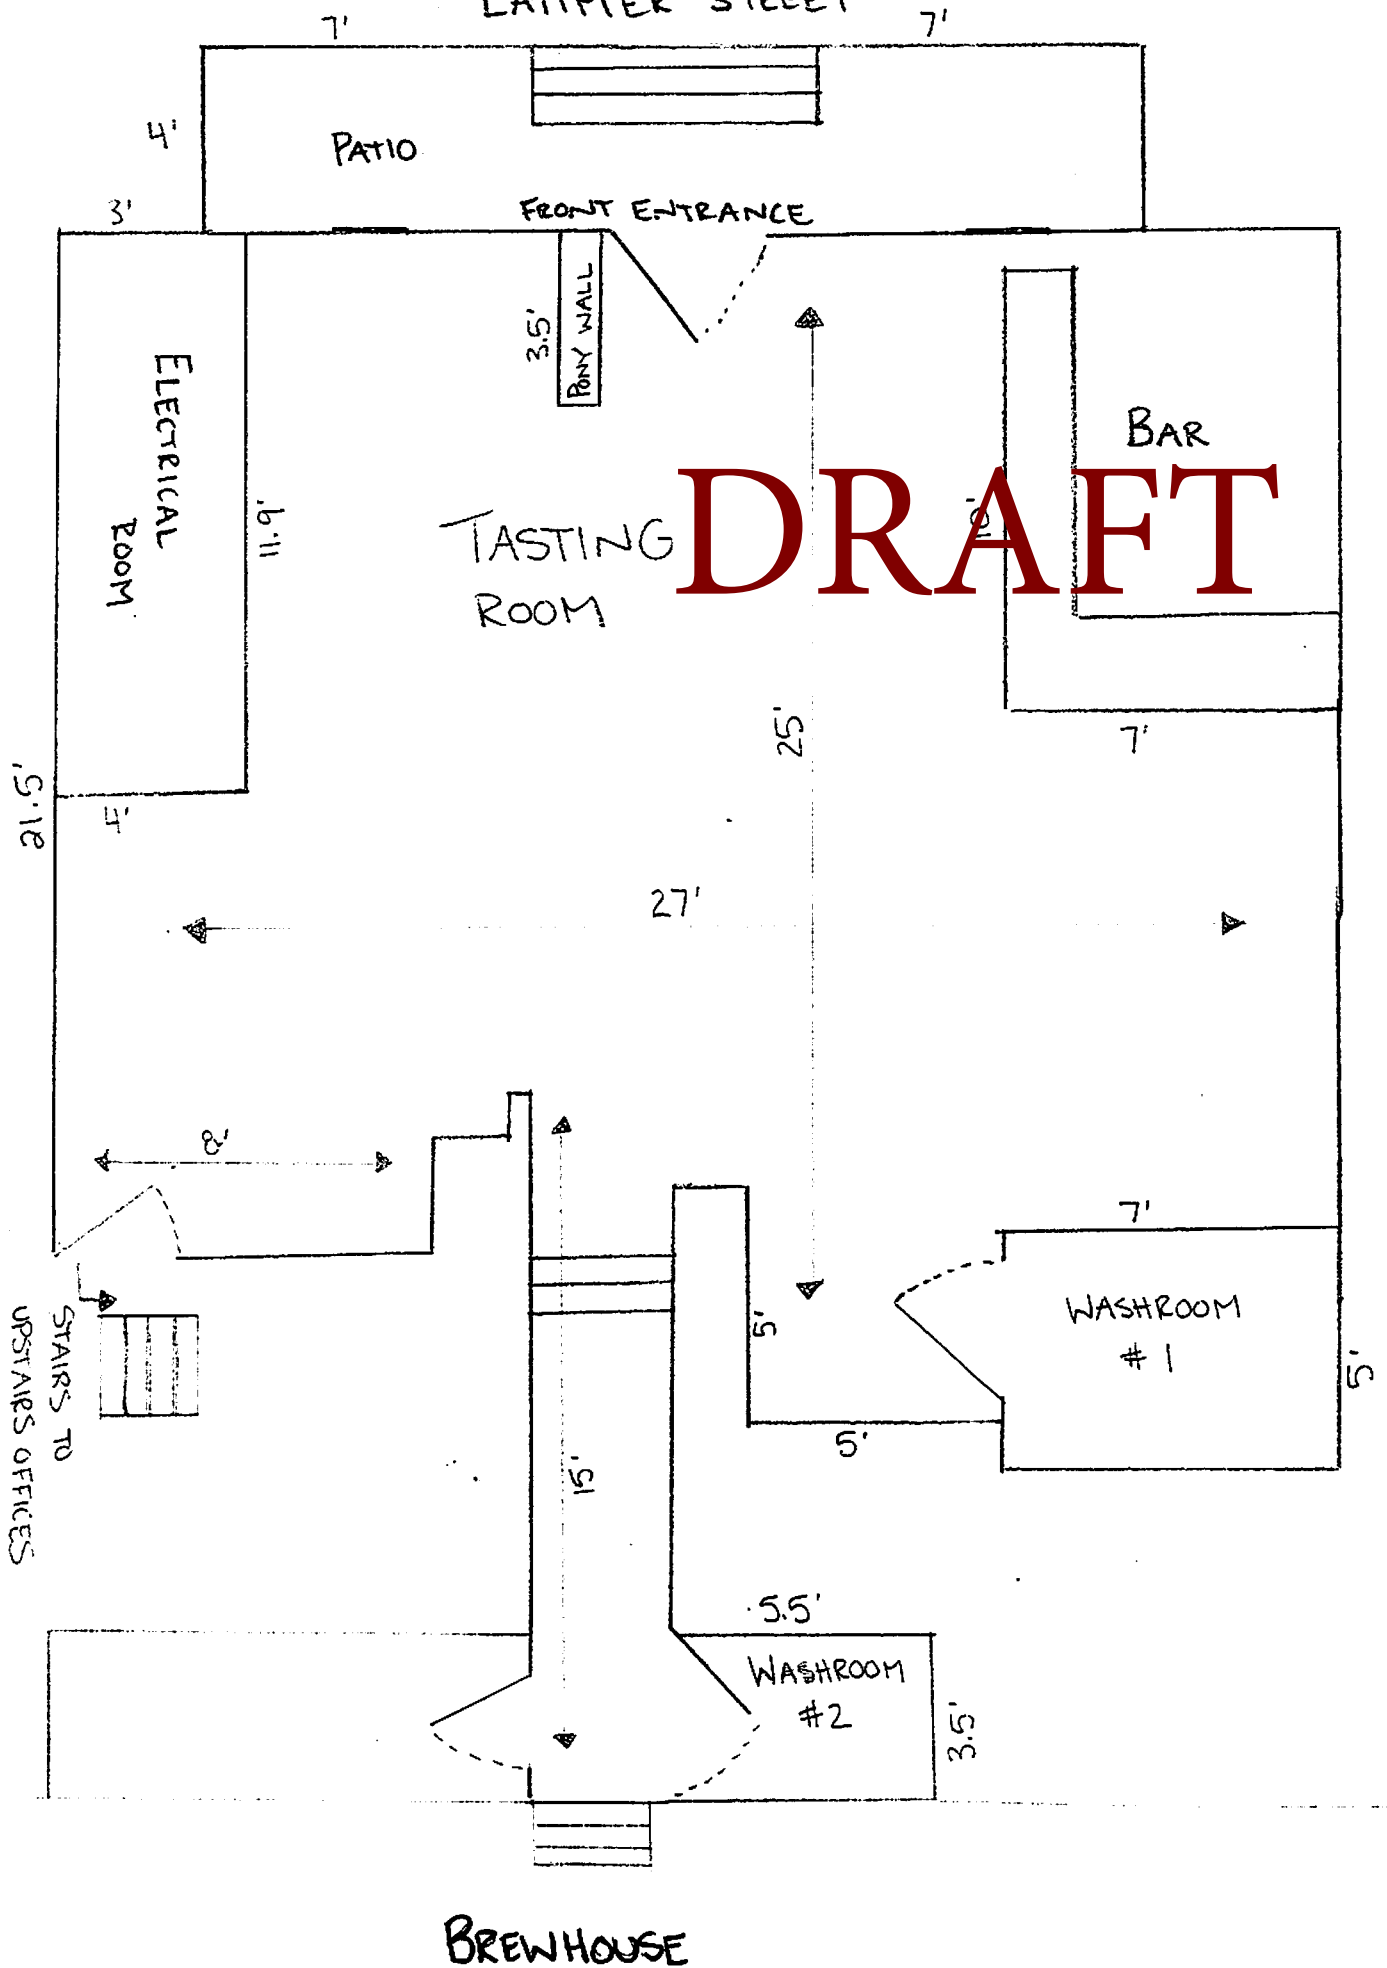 7'
STREET
7'
4'
PATIO
3'
FRONT ENTRANCE
3.5'
PONY WALL
ELECTRICAL
ROOM
11.9'
BAR
DRAFT
10'
TASTING
ROOM
25'
7'
21.5'
4'
27'
8'
7'
WASHROOM
#1
5'
5'
5'
STAIRS TO
UPSTAIRS OFFICES
15'
5.5'
WASHROOM
#2
3.5'
BREWHOUSE